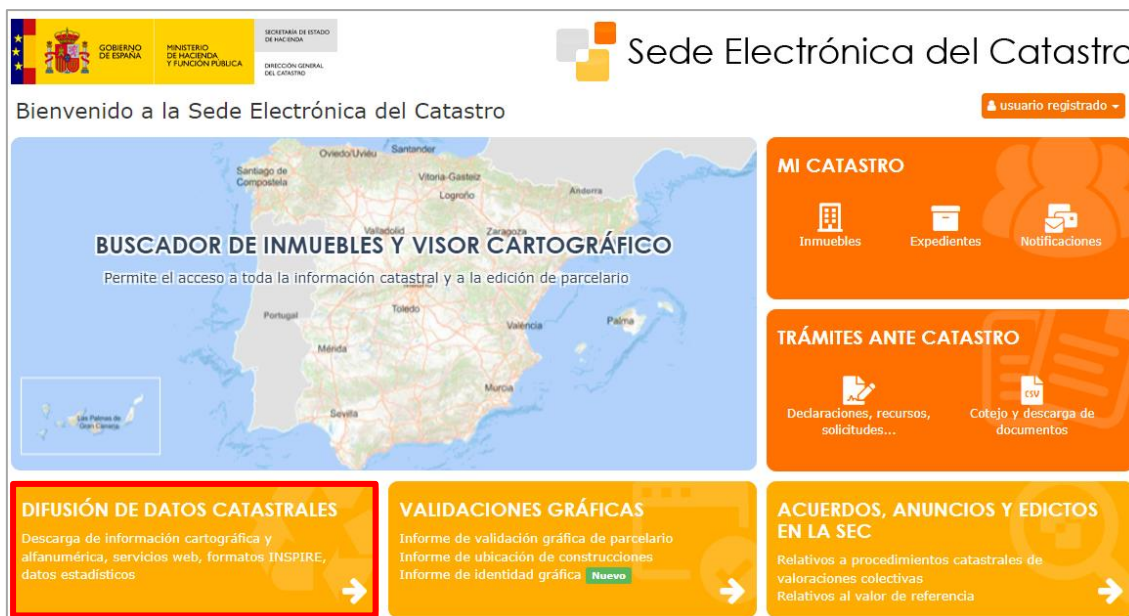 GOBIERNO
DE ESPAÑA
MINISTERIO
DE HACIENDA
Y FUNCIÓN PÚBLICA
SECRETARÍA DE ESTADO
DE HACIENDA
DIRECCIÓN GENERAL
DEL CATASTRO
Sede Electrónica del Catastro
Bienvenido a la Sede Electrónica del Catastro
usuario registrado
Oviedo/Uviéu
Santander
Santiago de
Compostela
Vitoria-Gasteiz
Logroño
Andorra
Valladolid
Zaragoza
BUSCADOR DE INMUEBLES Y VISOR CARTOGRÁFICO
Permite el acceso a toda la información catastral y a la edición de parcelario
Portugal
Toledo
València
Palma
Mérida
Murcia
Sevilla
Las Palmas de
Gran Canaria
MI CATASTRO
Inmuebles
Expedientes
Notificaciones
TRÁMITES ANTE CATASTRO
CSV
Declaraciones, recursos,
solicitudes...
Cotejo y descarga de
documentos
DIFUSIÓN DE DATOS CATASTRALES
Descarga de información cartográfica y
alfanumérica, servicios web, formatos INSPIRE,
datos estadísticos
VALIDACIONES GRÁFICAS
Informe de validación gráfica de parcelario
Informe de ubicación de construcciones
Informe de identidad gráfica Nuevo
ACUERDOS, ANUNCIOS Y EDICTOS
EN LA SEC
Relativos a procedimientos catastrales de
valoraciones colectivas
Relativos al valor de referencia